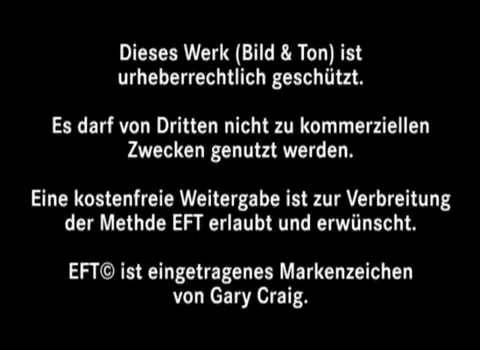 Dieses Werk (Bild & Ton) ist
urheberrechtlich geschützt.
Es darf von Dritten nicht zu kommerziellen
Zwecken genutzt werden.
Eine kostenfreie Weitergabe ist zur Verbreitung
der Methde EFT erlaubt und erwünscht.
EFT© ist eingetragenes Markenzeichen
von Gary Craig.